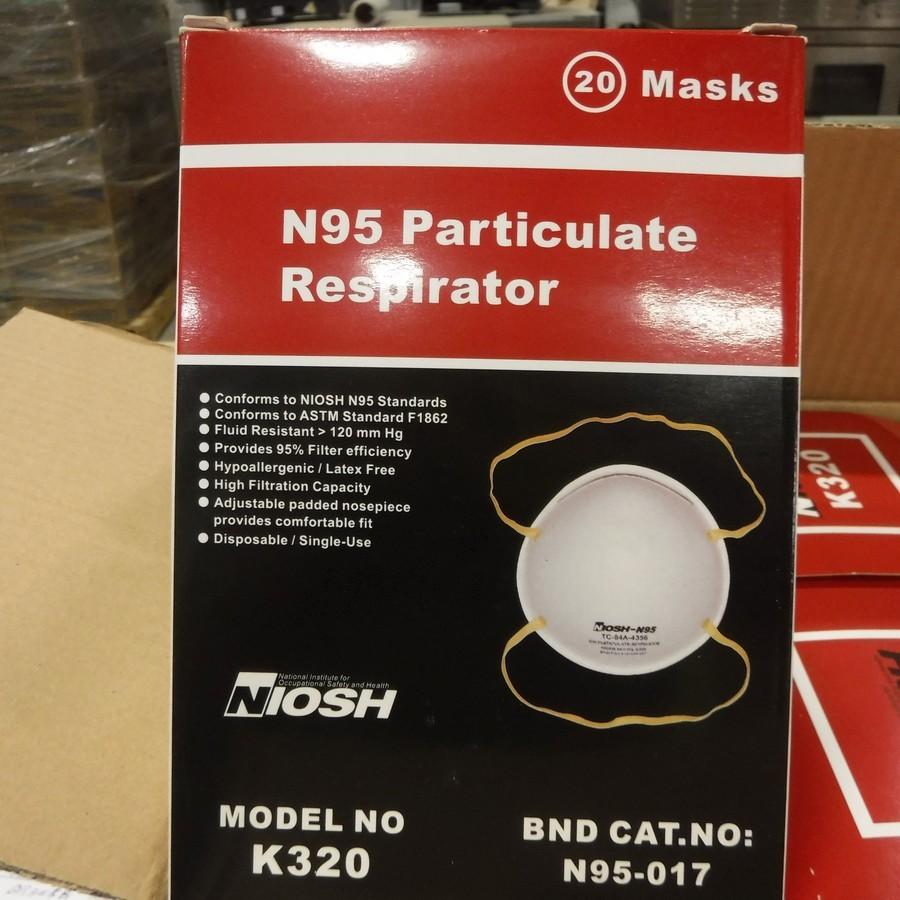 20 Masks
N95 Particulate
Respirator
Conforms to NIOSH N95 Standards
Conforms to ASTM Standard F1862
Fluid Resistant > 120 mm Hg
Provides 95% Filter efficiency
Hypoallergenic / Latex Free
High Filtration Capacity
Adjustable padded nosepiece
provides comfortable fit
Disposable / Single-Use
NIOSH-N95
TC-84A-4356
National Institute for
Occupational Safety and Health
NIOSH
MODEL NO
K320
BND CAT.NO:
N95-017
K320